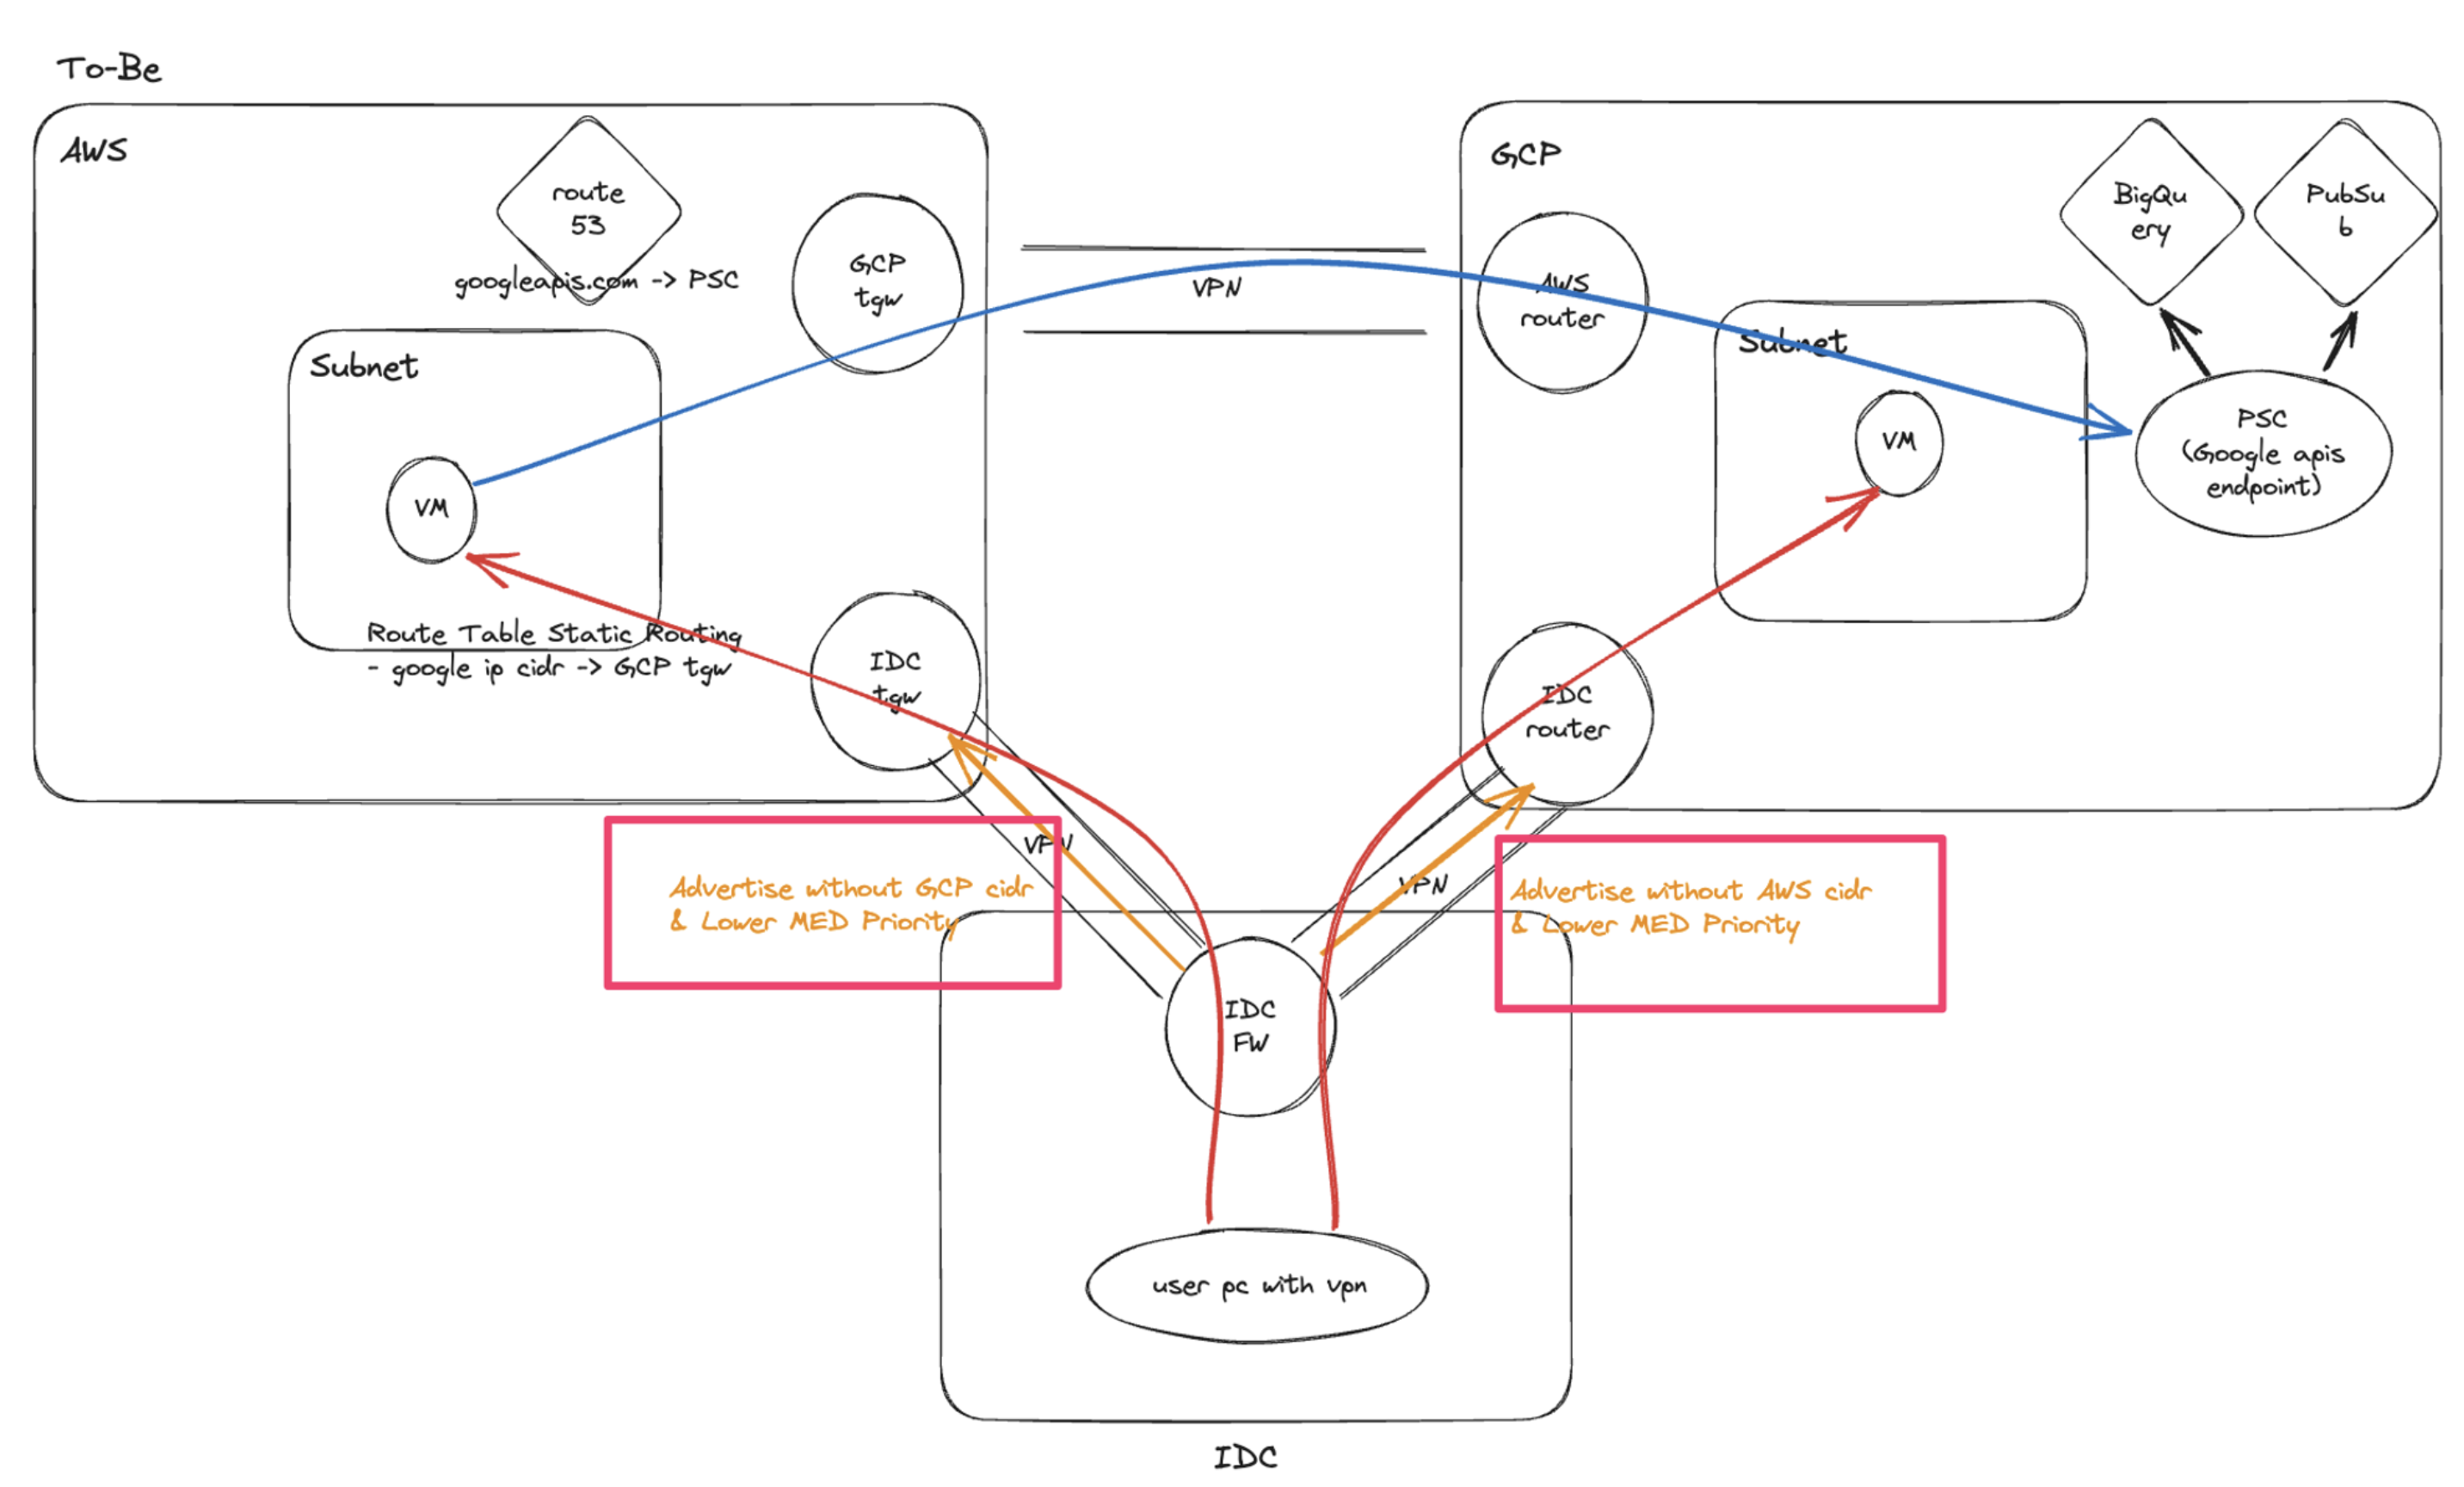 To-Be
AWS
route
53
googleapis.com -> PSC
GCP
tgw
Subnet
VM
Route Table Static Routing
- google ip cidr -> GCP tgw
IDC
tgw
VPN
GCP
AWS
router
BigQu
ery
PubSu
b
Subnet
VM
PSC
(Google apis
endpoint)
IDC
router
VPN
Advertise without GCP cidr
& Lower MED Priority
VPN
Advertise without AWS cidr
& Lower MED Priority
IDC
FW
user pc with vpn
IDC